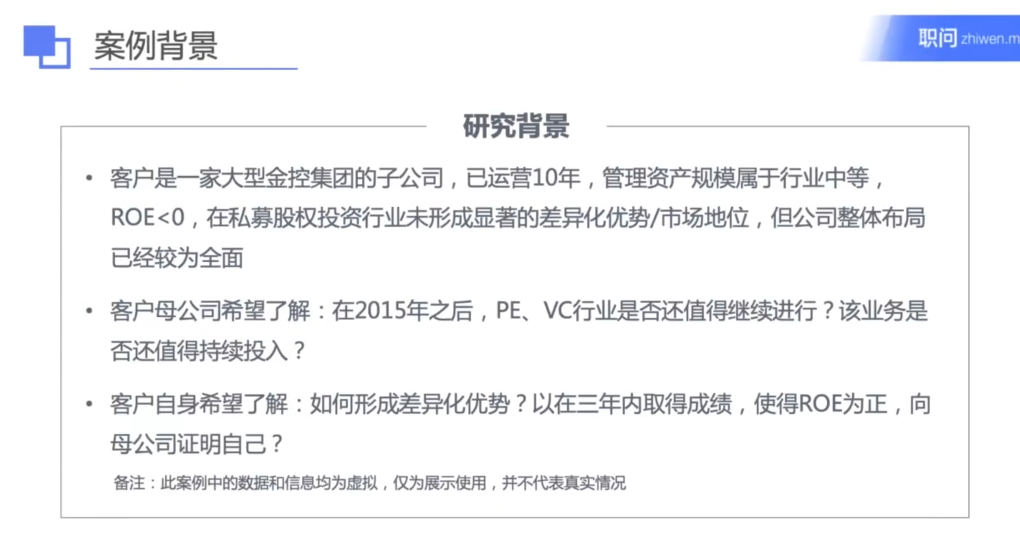 案例背景
职问 zhiwen.m
研究背景
• 客户是一家大型金控集团的子公司，已运营10年，管理资产规模属于行业中等，
ROE<0，在私募股权投资行业未形成显著的差异化优势/市场地位，但公司整体布局
已经较为全面
• 客户母公司希望了解：在2015年之后，PE、VC行业是否还值得继续进行？该业务是
否还值得持续投入？
• 客户自身希望了解：如何形成差异化优势？以在三年内取得成绩，使得ROE为正，向
母公司证明自己？
备注：此案例中的数据和信息均为虚拟，仅为展示使用，并不代表真实情况